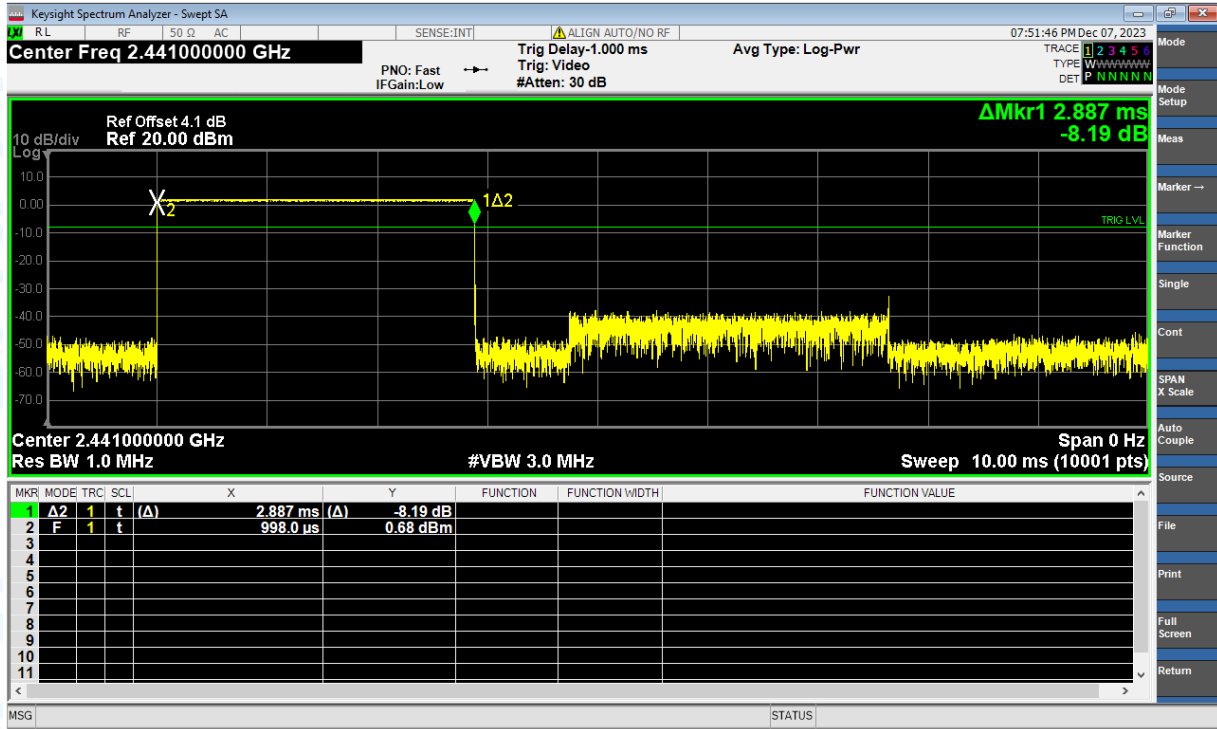 Keysight Spectrum Analyzer - Swept SA
LXI RL RF 50 Ω AC SENSE:INT ALIGN AUTO/NO RF 07:51:46 PM Dec 07, 2023
Center Freq 2.441000000 GHz
PNO: Fast
IFGain:Low
Trig Delay-1.000 ms
Trig: Video
#Atten: 30 dB
Avg Type: Log-Pwr
TRACE 1 2 3 4 5 6
TYPE WWWWWW
DET P N N N N N
ΔMkr1 2.887 ms
-8.19 dB
Ref Offset 4.1 dB
10 dB/div Ref 20.00 dBm
Log
10.0
0.00
-10.0
-20.0
-30.0
-40.0
-50.0
-60.0
-70.0
2
1Δ2
TRIG LVL
Center 2.441000000 GHz Span 0 Hz
Res BW 1.0 MHz #VBW 3.0 MHz Sweep 10.00 ms (10001 pts)
MKR MODE TRC SCL X Y FUNCTION FUNCTION WIDTH FUNCTION VALUE
1 Δ2 1 t (Δ) 2.887 ms (Δ) -8.19 dB
2 F 1 t 998.0 µs 0.68 dBm
3
4
5
6
7
8
9
10
11
MSG STATUS
Mode
Mode
Setup
Meas
Marker→
Marker
Function
Single
Cont
SPAN
X Scale
Auto
Couple
Source
File
Print
Full
Screen
Return